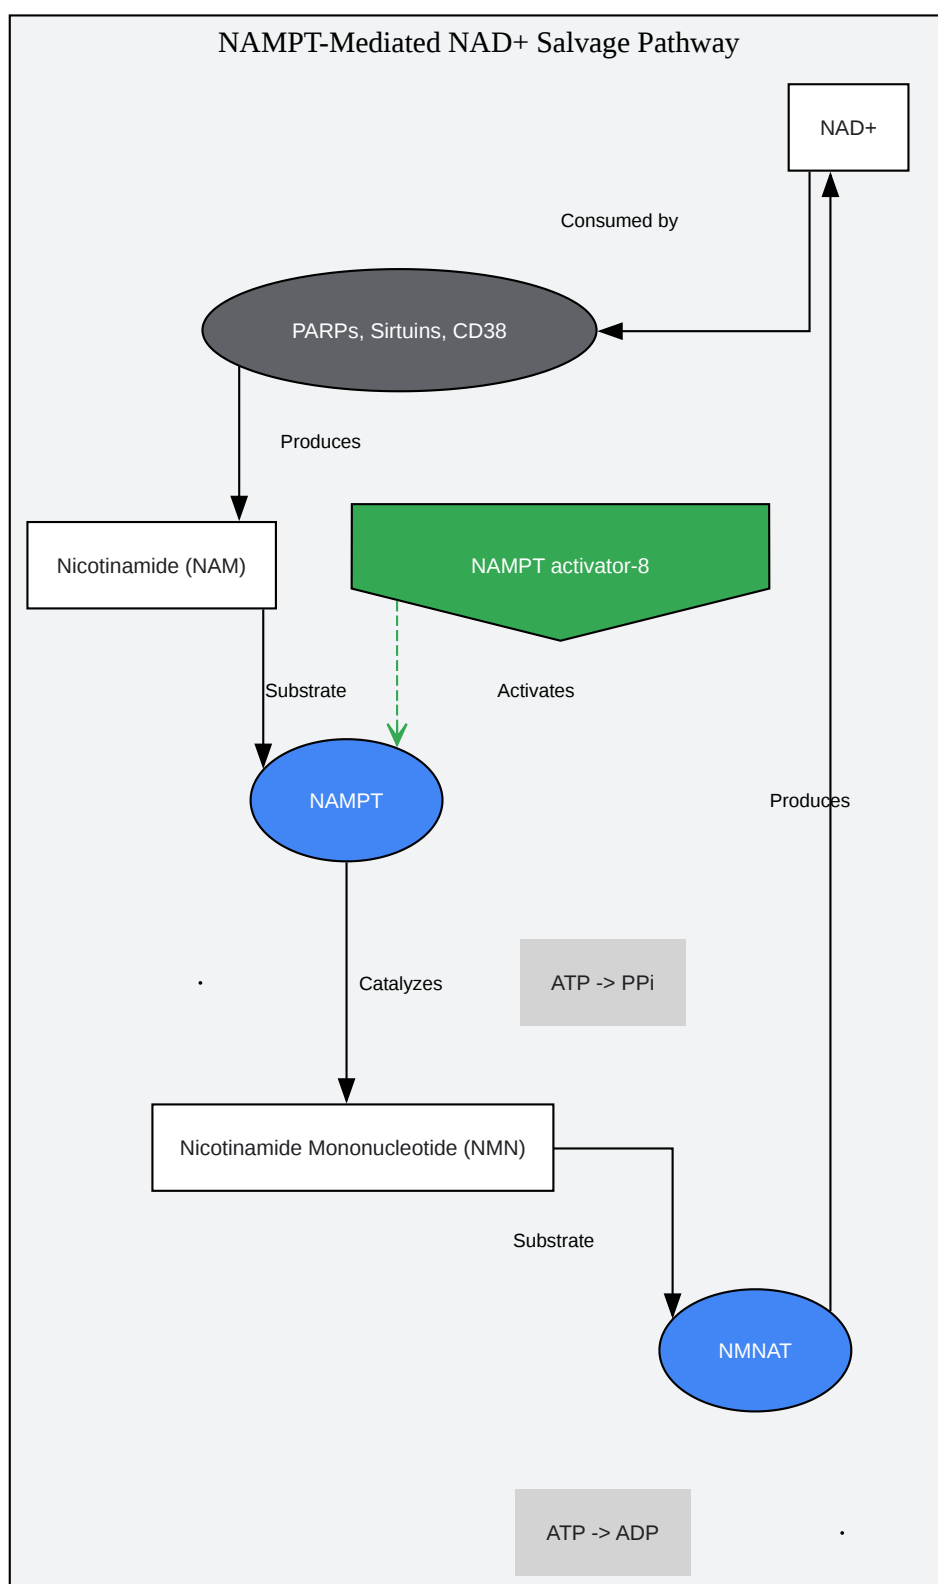 NAMPT-Mediated NAD+ Salvage Pathway
NAD+
Consumed by
PARPs, Sirtuins, CD38
Produces
Nicotinamide (NAM)
NAMPT activator-8
Substrate
Activates
NAMPT
Produces
Catalyzes
ATP -> PPi
Nicotinamide Mononucleotide (NMN)
Substrate
NMNAT
ATP -> ADP